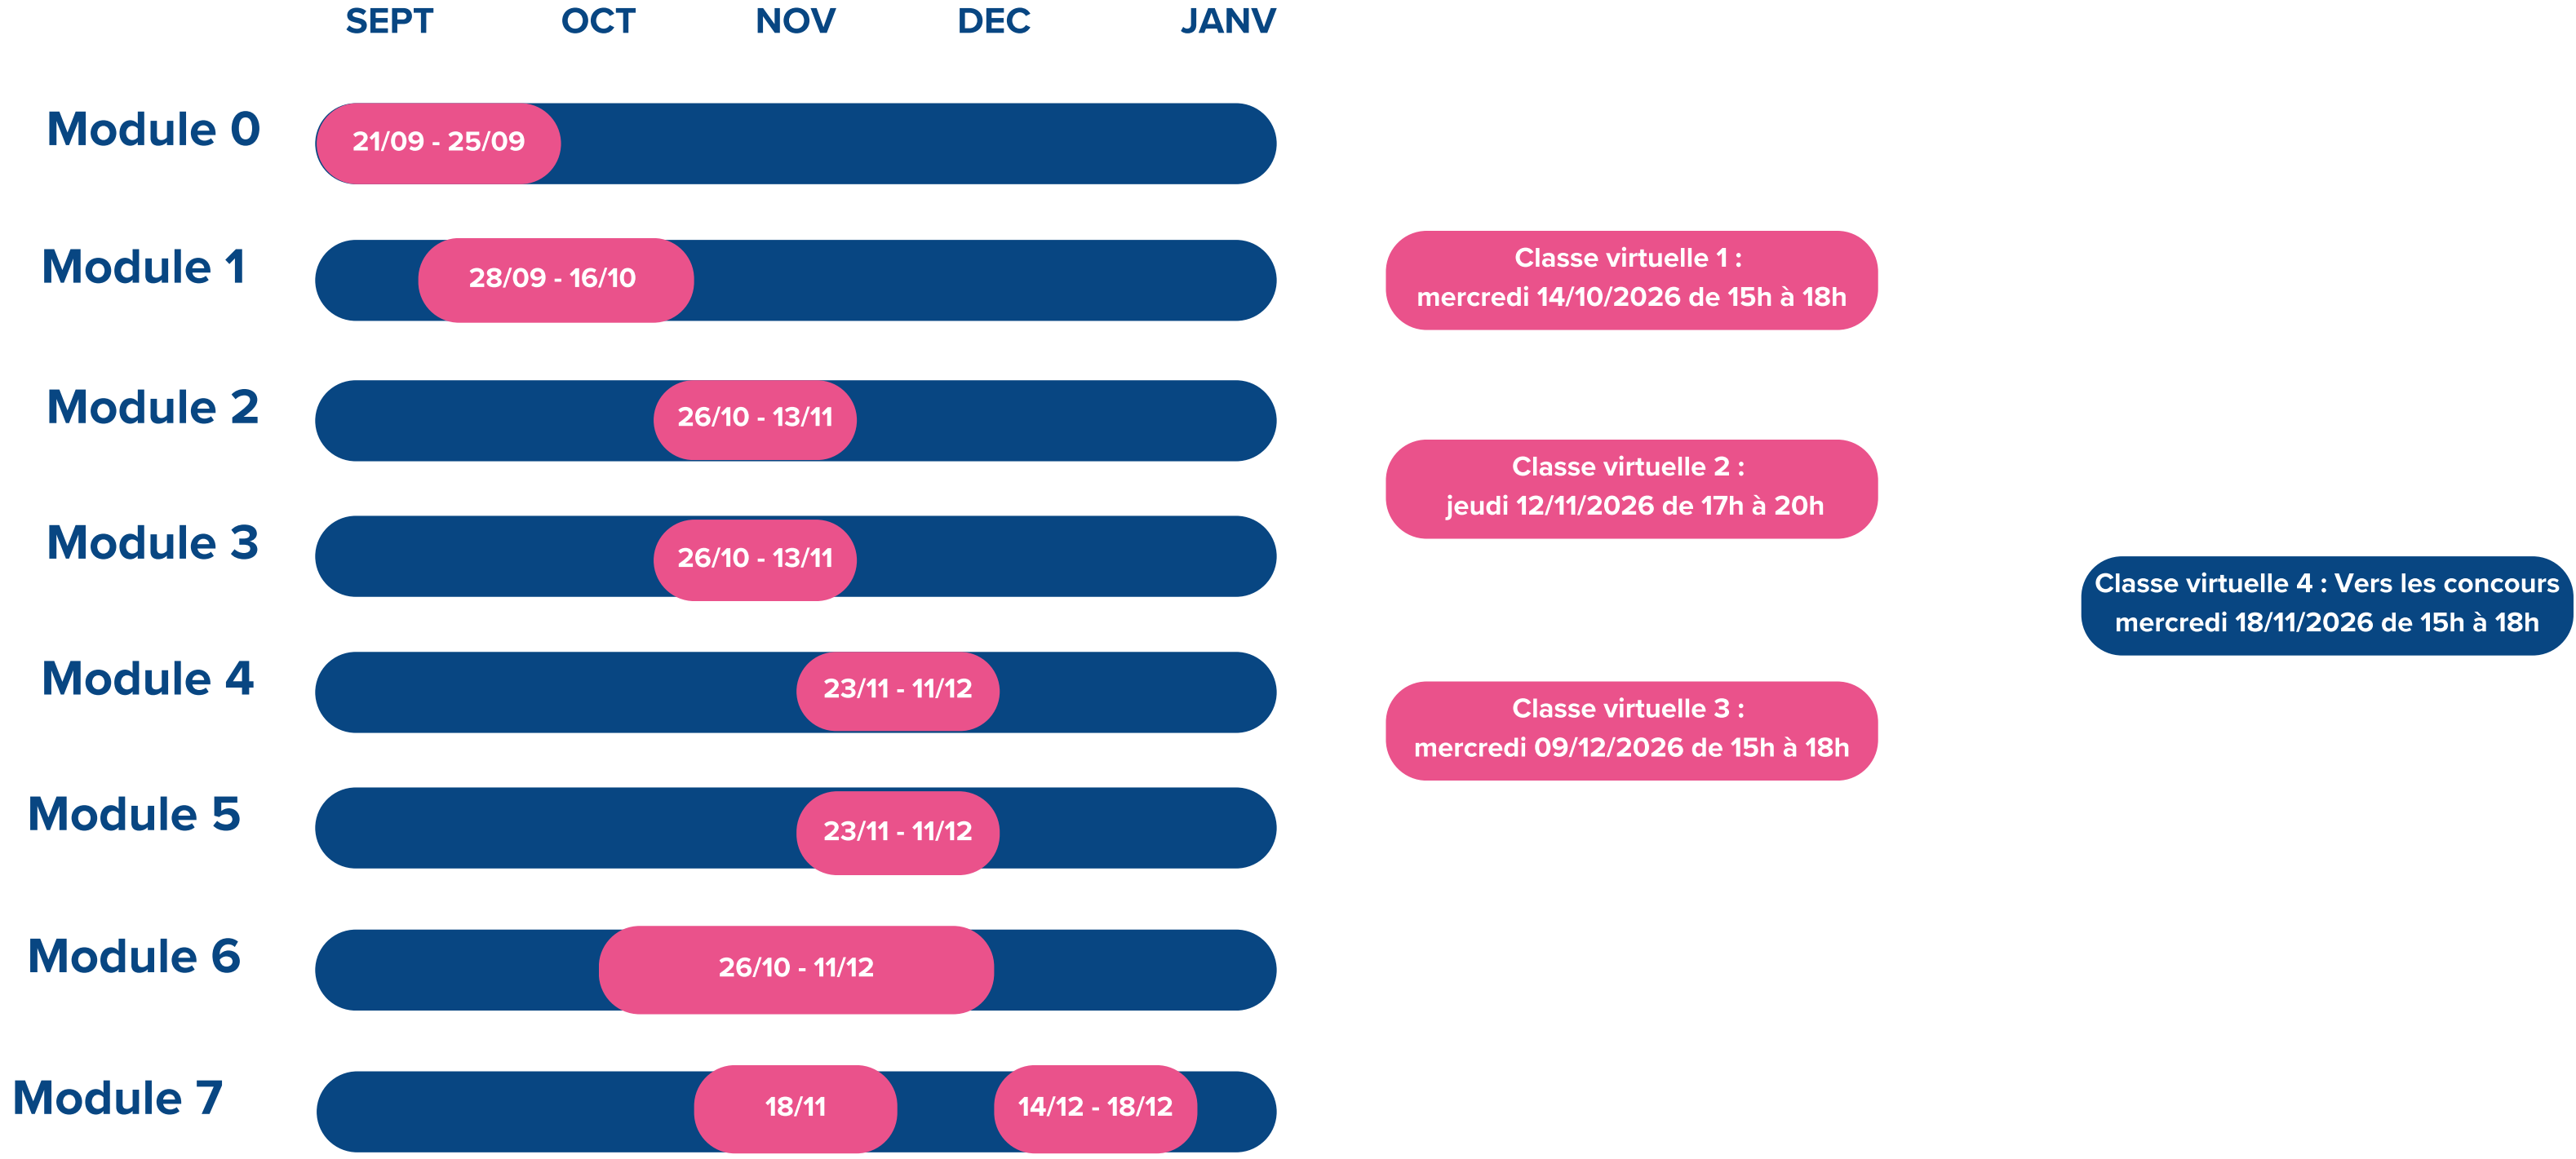 SEPT OCT NOV DEC JANV
Module 0
21/09 - 25/09
Module 1
28/09 - 16/10
Classe virtuelle 1 :
mercredi 14/10/2026 de 15h à 18h
Module 2
26/10 - 13/11
Classe virtuelle 2 :
jeudi 12/11/2026 de 17h à 20h
Module 3
26/10 - 13/11
Classe virtuelle 4 : Vers les concours
mercredi 18/11/2026 de 15h à 18h
Module 4
23/11 - 11/12
Classe virtuelle 3 :
mercredi 09/12/2026 de 15h à 18h
Module 5
23/11 - 11/12
Module 6
26/10 - 11/12
Module 7
18/11
14/12 - 18/12